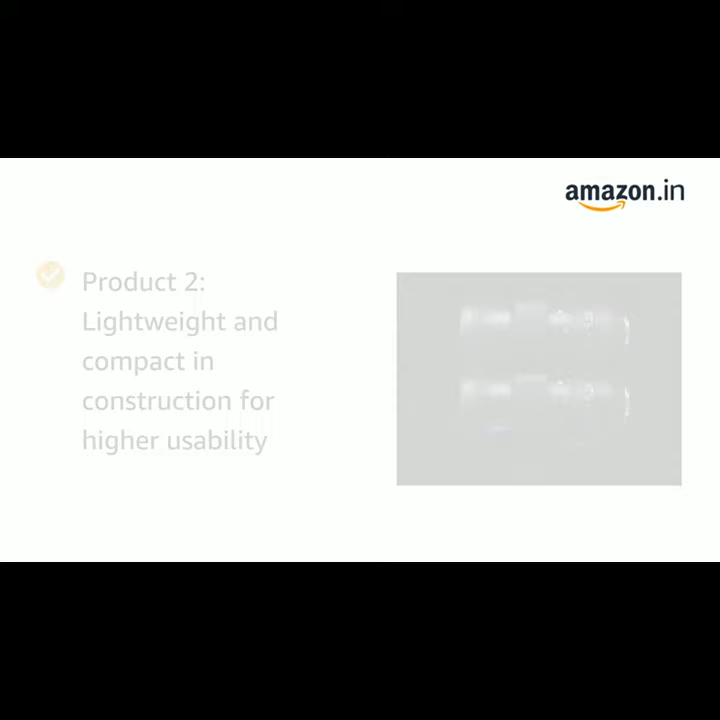 amazon.in
Product 2:
Lightweight and
compact in
construction for
higher usability